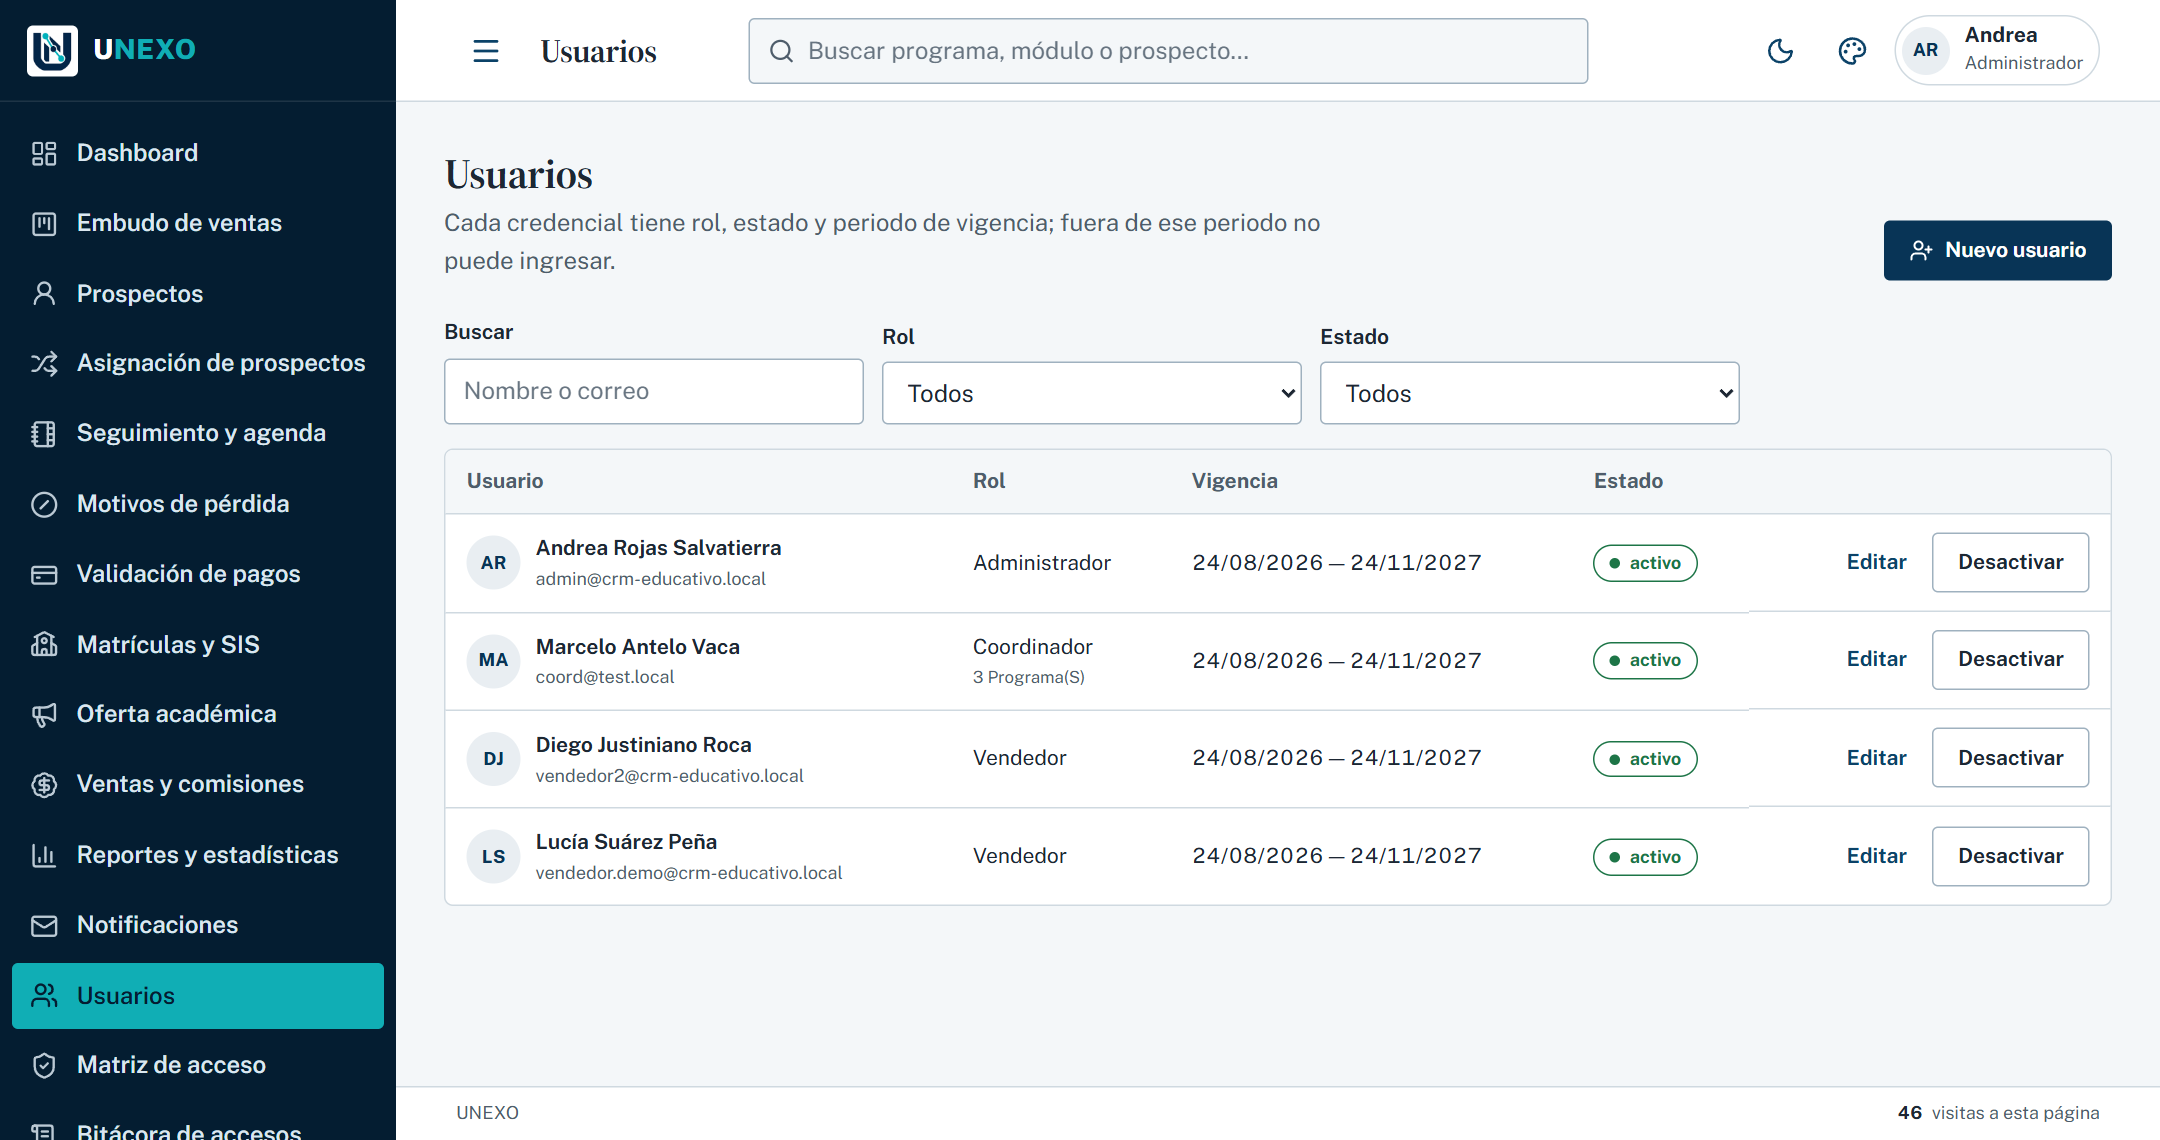 UNEXO
Dashboard
Embudo de ventas
Prospectos
Asignación de prospectos
Seguimiento y agenda
Motivos de pérdida
Validación de pagos
Matrículas y SIS
Oferta académica
Ventas y comisiones
Reportes y estadísticas
Notificaciones
Usuarios
Matriz de acceso
Bitácora de accesos
Usuarios
Buscar programa, módulo o prospecto...
AR
Andrea
Administrador
Usuarios
Cada credencial tiene rol, estado y periodo de vigencia; fuera de ese periodo no
puede ingresar.
Nuevo usuario
Buscar
Nombre o correo
Rol
Todos
Estado
Todos
Usuario Rol Vigencia Estado
AR Andrea Rojas Salvatierra
admin@crm-educativo.local
Administrador 24/08/2026 — 24/11/2027 activo Editar Desactivar
MA Marcelo Antelo Vaca
coord@test.local
Coordinador
3 Programa(S)
24/08/2026 — 24/11/2027 activo Editar Desactivar
DJ Diego Justiniano Roca
vendedor2@crm-educativo.local
Vendedor 24/08/2026 — 24/11/2027 activo Editar Desactivar
LS Lucía Suárez Peña
vendedor.demo@crm-educativo.local
Vendedor 24/08/2026 — 24/11/2027 activo Editar Desactivar
UNEXO
46 visitas a esta página